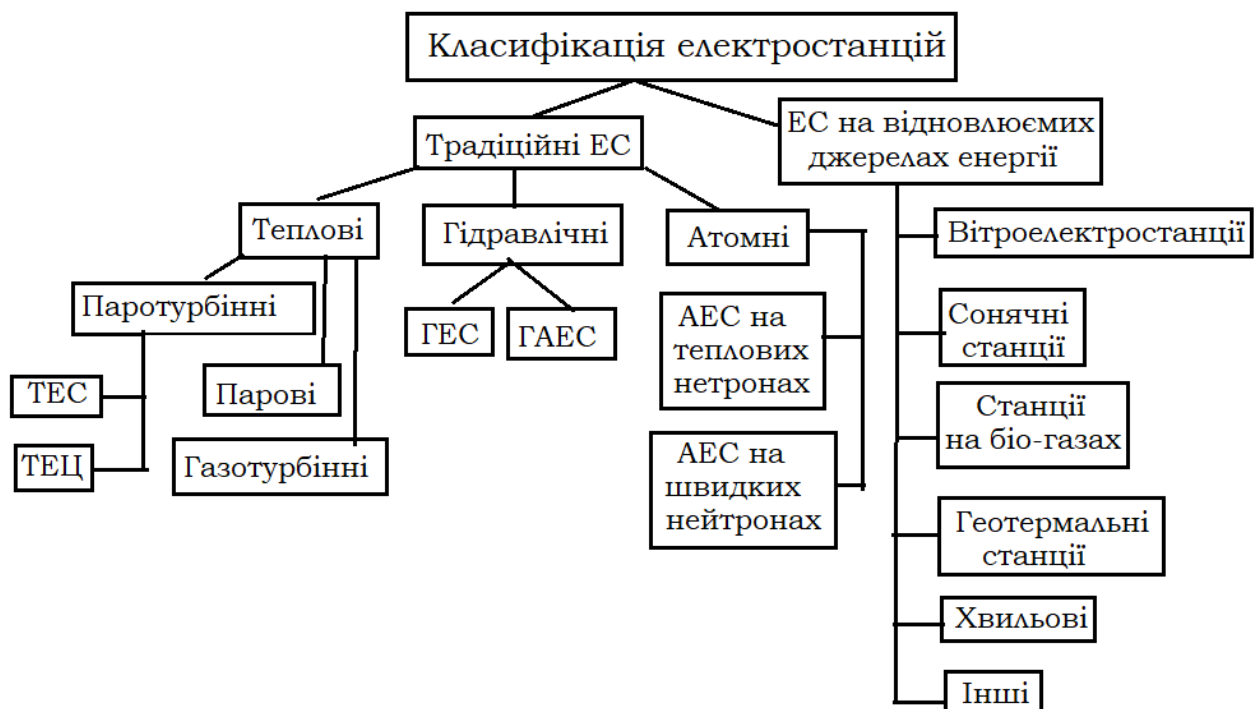 Класифікація електростанцій
Традіційні ЕС
ЕС на відновлюємих
джерелах енергії
Теплові
Гідравлічні
Атомні
Вітроелектростанції
Паротурбінні
ГЕС
ГАЕС
АЕС на
теплових
нетронах
Сонячні
станції
ТЕС
Парові
Станції
на біо-газах
ТЕЦ
Газотурбінні
АЕС на
швидких
нейтронах
Геотермальні
станції
Хвильові
Інші